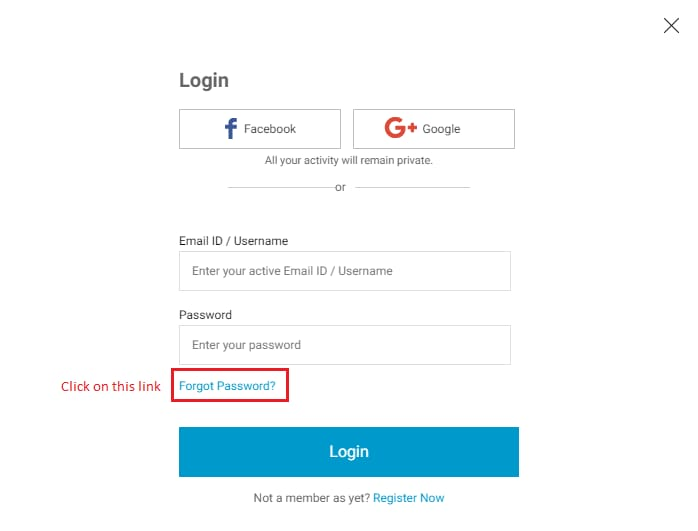 Login
Facebook
Google
All your activity will remain private.
or
Email ID / Username
Enter your active Email ID / Username
Password
Enter your password
Click on this link Forgot Password?
Login
Not a member as yet? Register Now